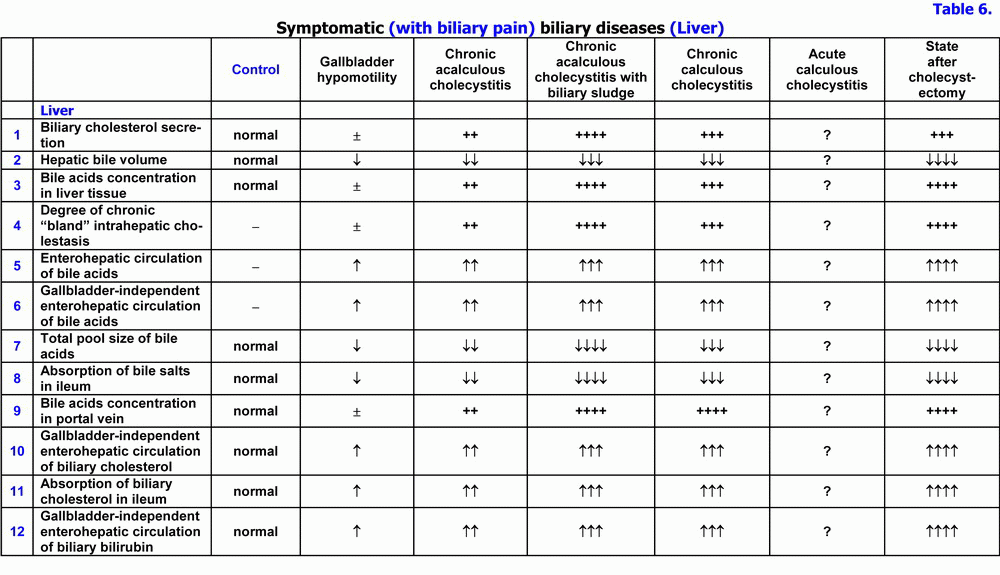 Table 6.
Symptomatic (with biliary pain) biliary diseases (Liver)
Control
Gallbladder
hypomotility
Chronic
acalculous
cholecystitis
Chronic
acalculous
cholecystitis with
biliary sludge
Chronic
calculous
cholecystitis
Acute
calculous
cholecystitis
State
after
cholecyst-
ectomy
Liver
1 Biliary cholesterol secre-
tion normal ± ++ ++++ +++ ? +++
2 Hepatic bile volume normal ↓ ↓↓ ↓↓↓ ↓↓↓ ? ↓↓↓↓
3 Bile acids concentration
in liver tissue normal ± ++ ++++ +++ ? ++++
4 Degree of chronic
“bland” intrahepatic cho-
lestasis – ± ++ ++++ +++ ? ++++
5 Enterohepatic circulation
of bile acids – ↑ ↑↑ ↑↑↑ ↑↑↑ ? ↑↑↑↑
6 Gallbladder-independent
enterohepatic circulation
of bile acids – ↑ ↑↑ ↑↑↑ ↑↑↑ ? ↑↑↑↑
7 Total pool size of bile
acids normal ↓ ↓↓ ↓↓↓↓ ↓↓↓ ? ↓↓↓↓
8 Absorption of bile salts
in ileum normal ↓ ↓↓ ↓↓↓↓ ↓↓↓ ? ↓↓↓↓
9 Bile acids concentration
in portal vein normal ± ++ ++++ ++++ ? ++++
10 Gallbladder-independent
enterohepatic circulation
of biliary cholesterol normal ↑ ↑↑ ↑↑↑ ↑↑↑ ? ↑↑↑↑
11 Absorption of biliary
cholesterol in ileum normal ↑ ↑↑ ↑↑↑ ↑↑↑ ? ↑↑↑↑
12 Gallbladder-independent
enterohepatic circulation
of biliary bilirubin normal ↑ ↑↑ ↑↑↑ ↑↑↑ ? ↑↑↑↑